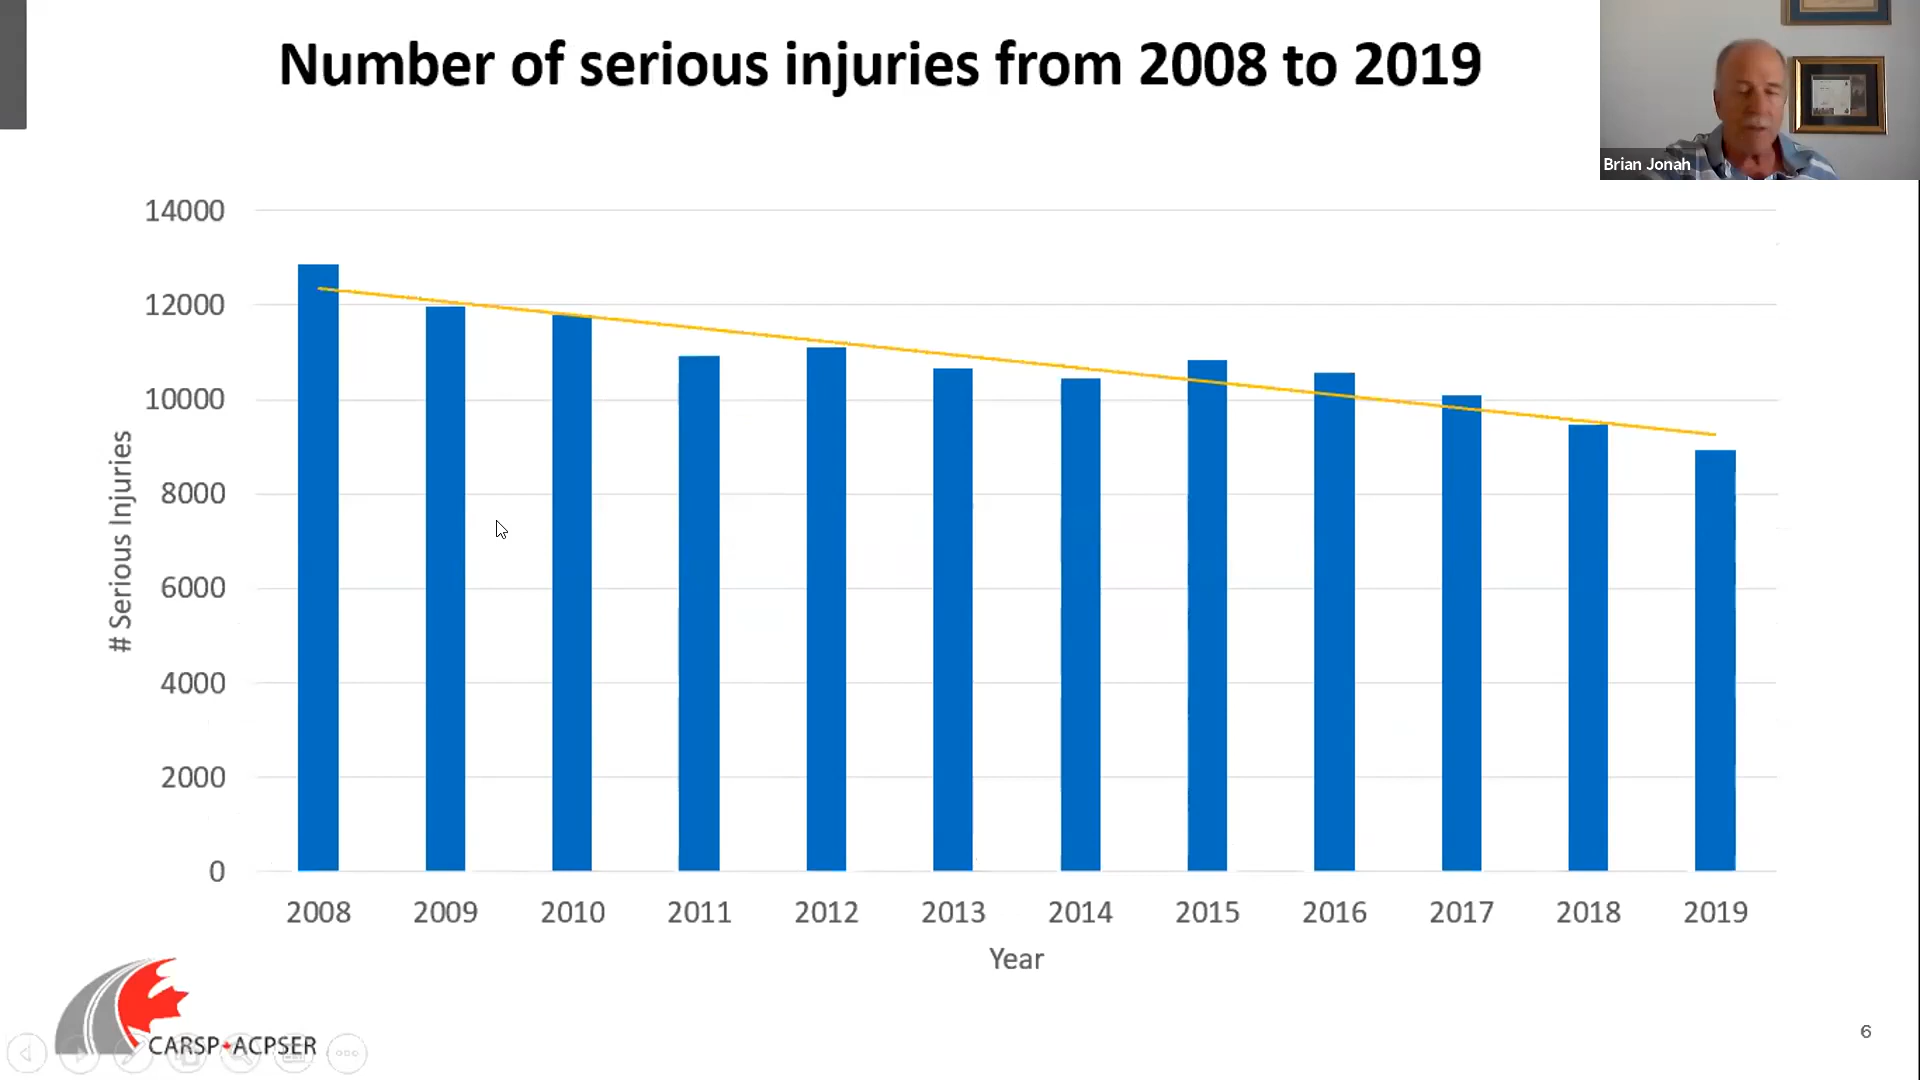 Number of serious injuries from 2008 to 2019
Brian Jonah
14000
12000
10000
8000
6000
4000
2000
0
# Serious Injuries
2008 2009 2010 2011 2012 2013 2014 2015 2016 2017 2018 2019
Year
CARSP ACPSER
6